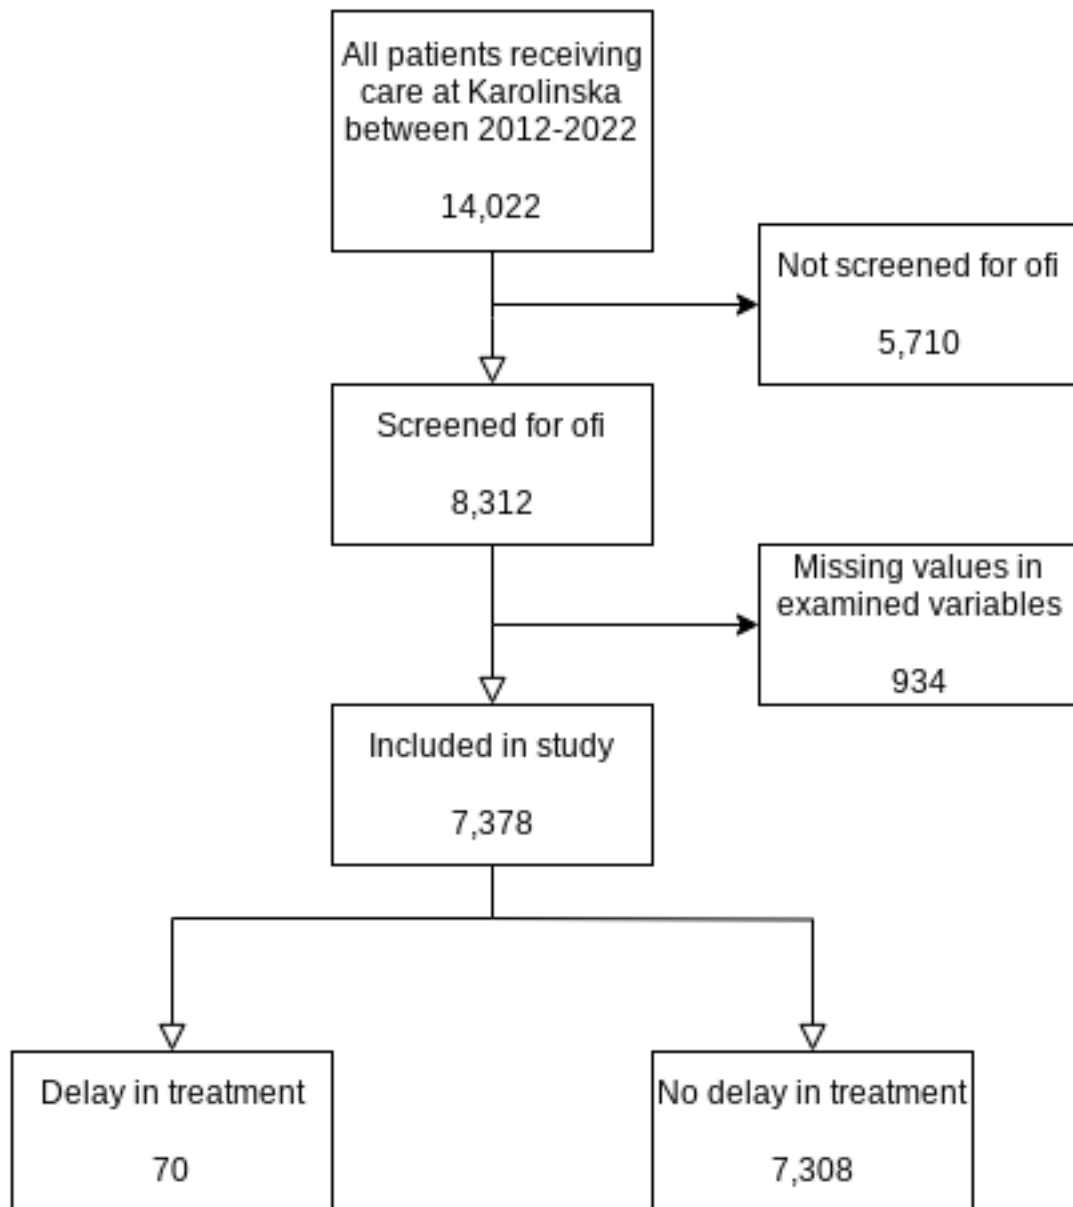 All patients receiving
care at Karolinska
between 2012-2022
14,022
Not screened for ofi
5,710
Screened for ofi
8,312
Missing values in
examined variables
934
Included in study
7,378
Delay in treatment
70
No delay in treatment
7,308